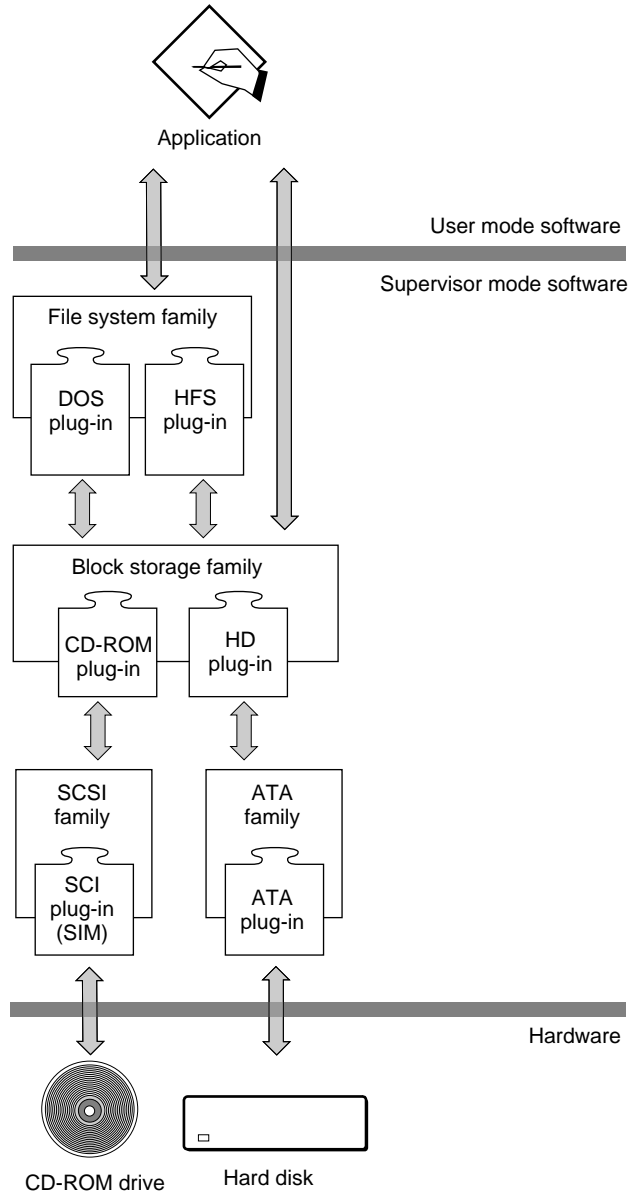 Application
User mode software
Supervisor mode software
File system family
DOS
plug-in
HFS
plug-in
Block storage family
CD-ROM
plug-in
HD
plug-in
SCSI
family
ATA
family
SCI
plug-in
(SIM)
ATA
plug-in
Hardware
CD-ROM drive
Hard disk